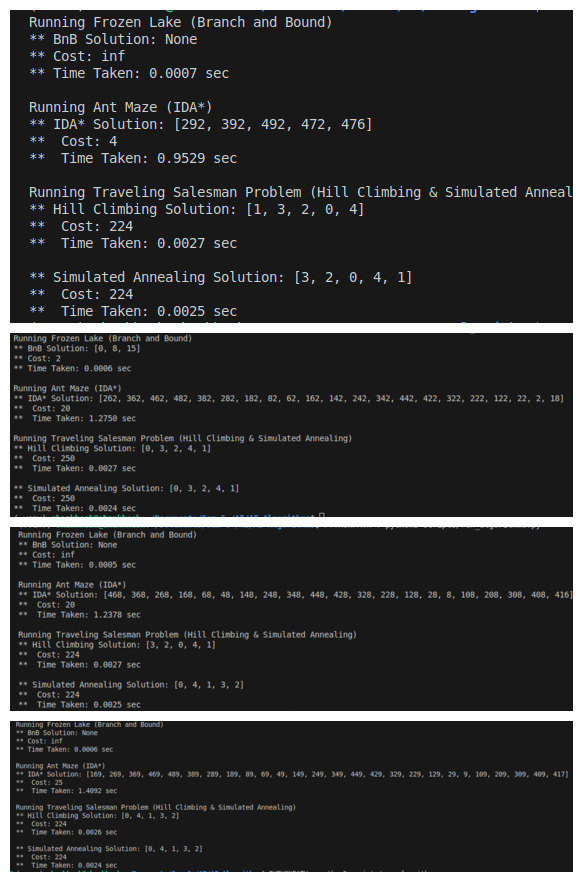 Running Frozen Lake (Branch and Bound)
** BnB Solution: None
** Cost: inf
** Time Taken: 0.0007 sec
Running Ant Maze (IDA*)
** IDA* Solution: [292, 392, 492, 472, 476]
**  Cost: 4
**  Time Taken: 0.9529 sec
Running Traveling Salesman Problem (Hill Climbing & Simulated Anneal
** Hill Climbing Solution: [1, 3, 2, 0, 4]
**  Cost: 224
**  Time Taken: 0.0027 sec
** Simulated Annealing Solution: [3, 2, 0, 4, 1]
**  Cost: 224
**  Time Taken: 0.0025 sec
Running Frozen Lake (Branch and Bound)
** BnB Solution: [0, 8, 15]
** Cost: 2
** Time Taken: 0.0006 sec
Running Ant Maze (IDA*)
** IDA* Solution: [262, 362, 462, 482, 382, 282, 182, 82, 62, 162, 142, 242, 342, 442, 422, 322, 222, 122, 22, 2, 18]
**  Cost: 20
**  Time Taken: 1.2750 sec
Running Traveling Salesman Problem (Hill Climbing & Simulated Annealing)
** Hill Climbing Solution: [0, 3, 2, 4, 1]
**  Cost: 250
**  Time Taken: 0.0027 sec
** Simulated Annealing Solution: [0, 3, 2, 4, 1]
**  Cost: 250
**  Time Taken: 0.0024 sec
Running Frozen Lake (Branch and Bound)
** BnB Solution: None
** Cost: inf
** Time Taken: 0.0005 sec
Running Ant Maze (IDA*)
** IDA* Solution: [468, 368, 268, 168, 68, 48, 148, 248, 348, 448, 428, 328, 228, 128, 28, 8, 108, 208, 308, 408, 416]
**  Cost: 20
**  Time Taken: 1.2378 sec
Running Traveling Salesman Problem (Hill Climbing & Simulated Annealing)
** Hill Climbing Solution: [3, 2, 0, 4, 1]
**  Cost: 224
**  Time Taken: 0.0027 sec
** Simulated Annealing Solution: [0, 4, 1, 3, 2]
**  Cost: 224
**  Time Taken: 0.0025 sec
Running Frozen Lake (Branch and Bound)
** BnB Solution: None
** Cost: inf
** Time Taken: 0.0006 sec
Running Ant Maze (IDA*)
** IDA* Solution: [169, 269, 369, 469, 489, 389, 289, 189, 89, 69, 49, 149, 249, 349, 449, 429, 329, 229, 129, 29, 9, 109, 209, 309, 409, 417]
**  Cost: 25
**  Time Taken: 1.4092 sec
Running Traveling Salesman Problem (Hill Climbing & Simulated Annealing)
** Hill Climbing Solution: [0, 4, 1, 3, 2]
**  Cost: 224
**  Time Taken: 0.0026 sec
** Simulated Annealing Solution: [0, 4, 1, 3, 2]
**  Cost: 224
**  Time Taken: 0.0024 sec